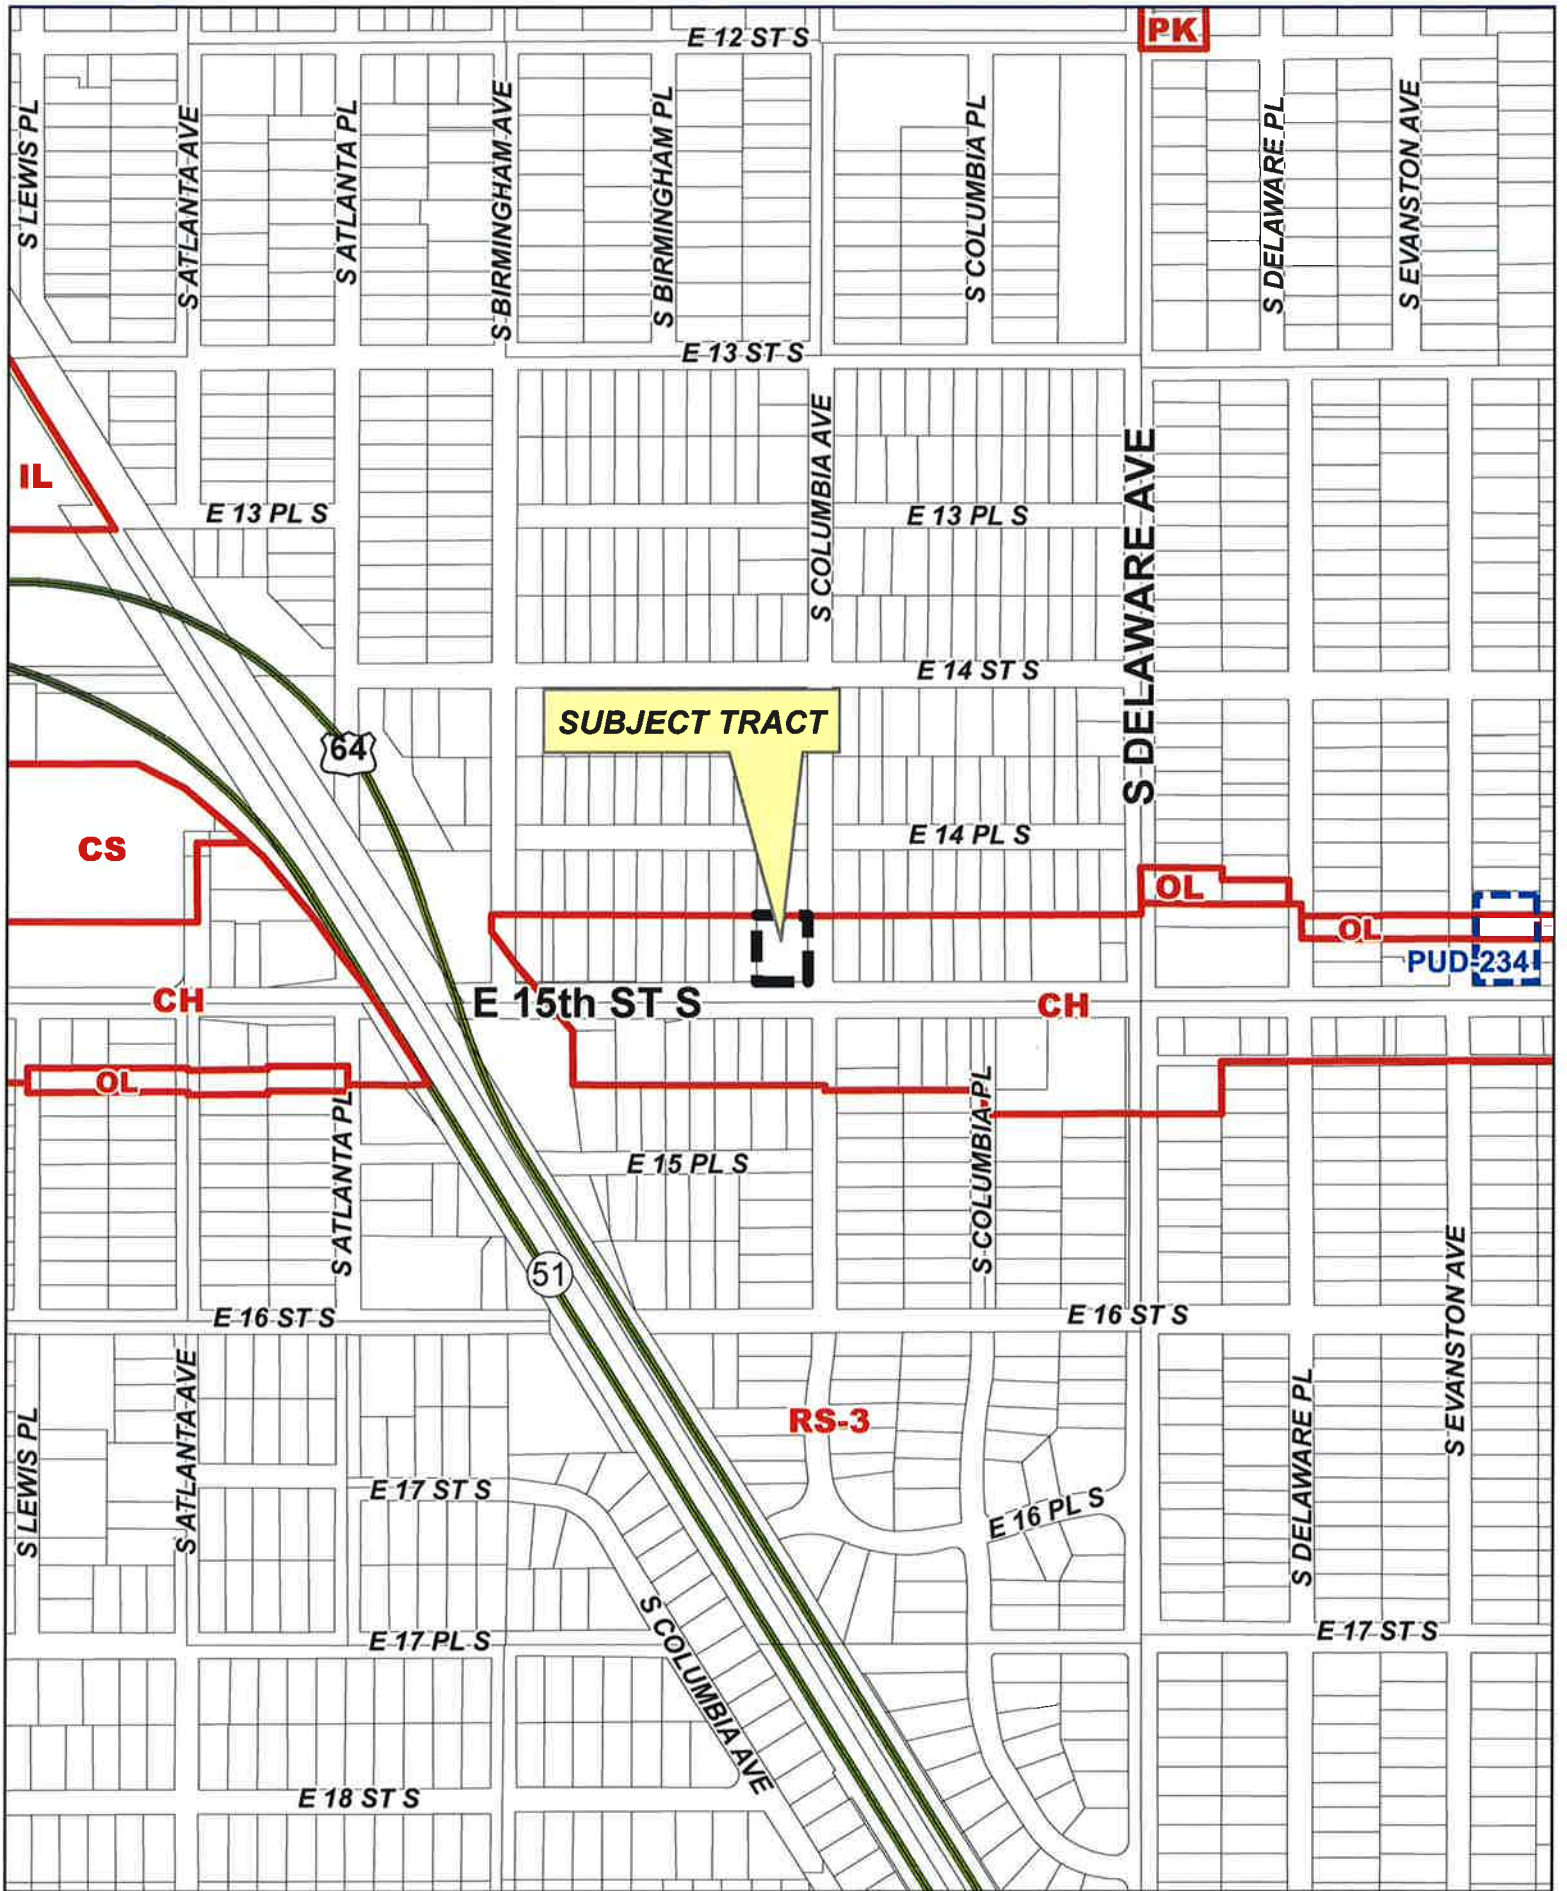 E 12 ST S
PK
S LEWIS PL
S ATLANTA AVE
S ATLANTA PL
S BIRMINGHAM AVE
S BIRMINGHAM PL
S COLUMBIA PL
S DELAWARE PL
S EVANSTON AVE
E 13 ST S
IL
E 13 PL S
S COLUMBIA AVE
E 13 PL S
S DELAWARE AVE
E 14 ST S
SUBJECT TRACT
64
E 14 PL S
CS
OL
OL
PUD-234
CH
E 15th ST S
CH
OL
S ATLANTA PL
E 15 PL S
S COLUMBIA PL
51
E 16 ST S
E 16 ST S
S EVANSTON AVE
S LEWIS PL
S ATLANTA AVE
RS-3
S DELAWARE PL
E 17 ST S
E 16 PL S
E 17 PL S
S COLUMBIA AVE
E 17 ST S
E 18 ST S